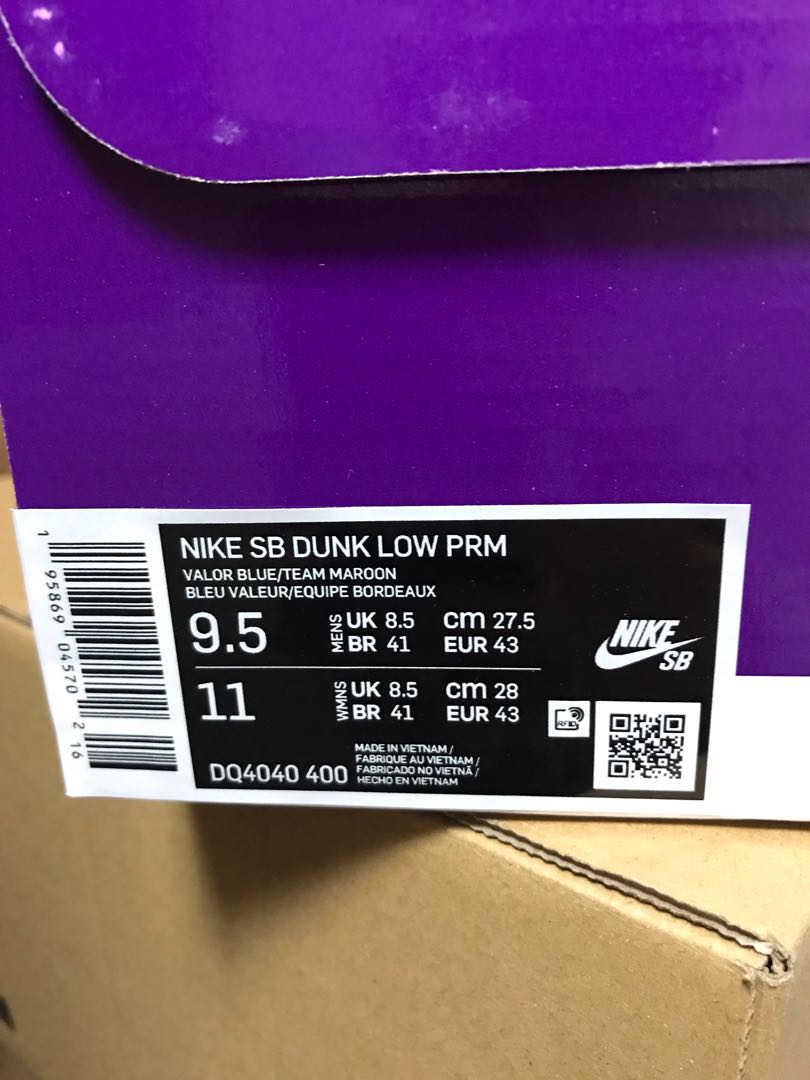 NIKE SB DUNK LOW PRM
VALOR BLUE/TEAM MAROON
BLEU VALEUR/EQUIPE BORDEAUX
9.5 MENS UK 8.5 cm 27.5
BR 41 EUR 43
11 WMNS UK 8.5 cm 28
BR 41 EUR 43
NIKE
SB
RFID
DQ4040 400
MADE IN VIETNAM /
FABRIQUE AU VIETNAM /
FABRICADO NO VIETNÃ /
HECHO EN VIETNAM
1 95869 04570 2 16